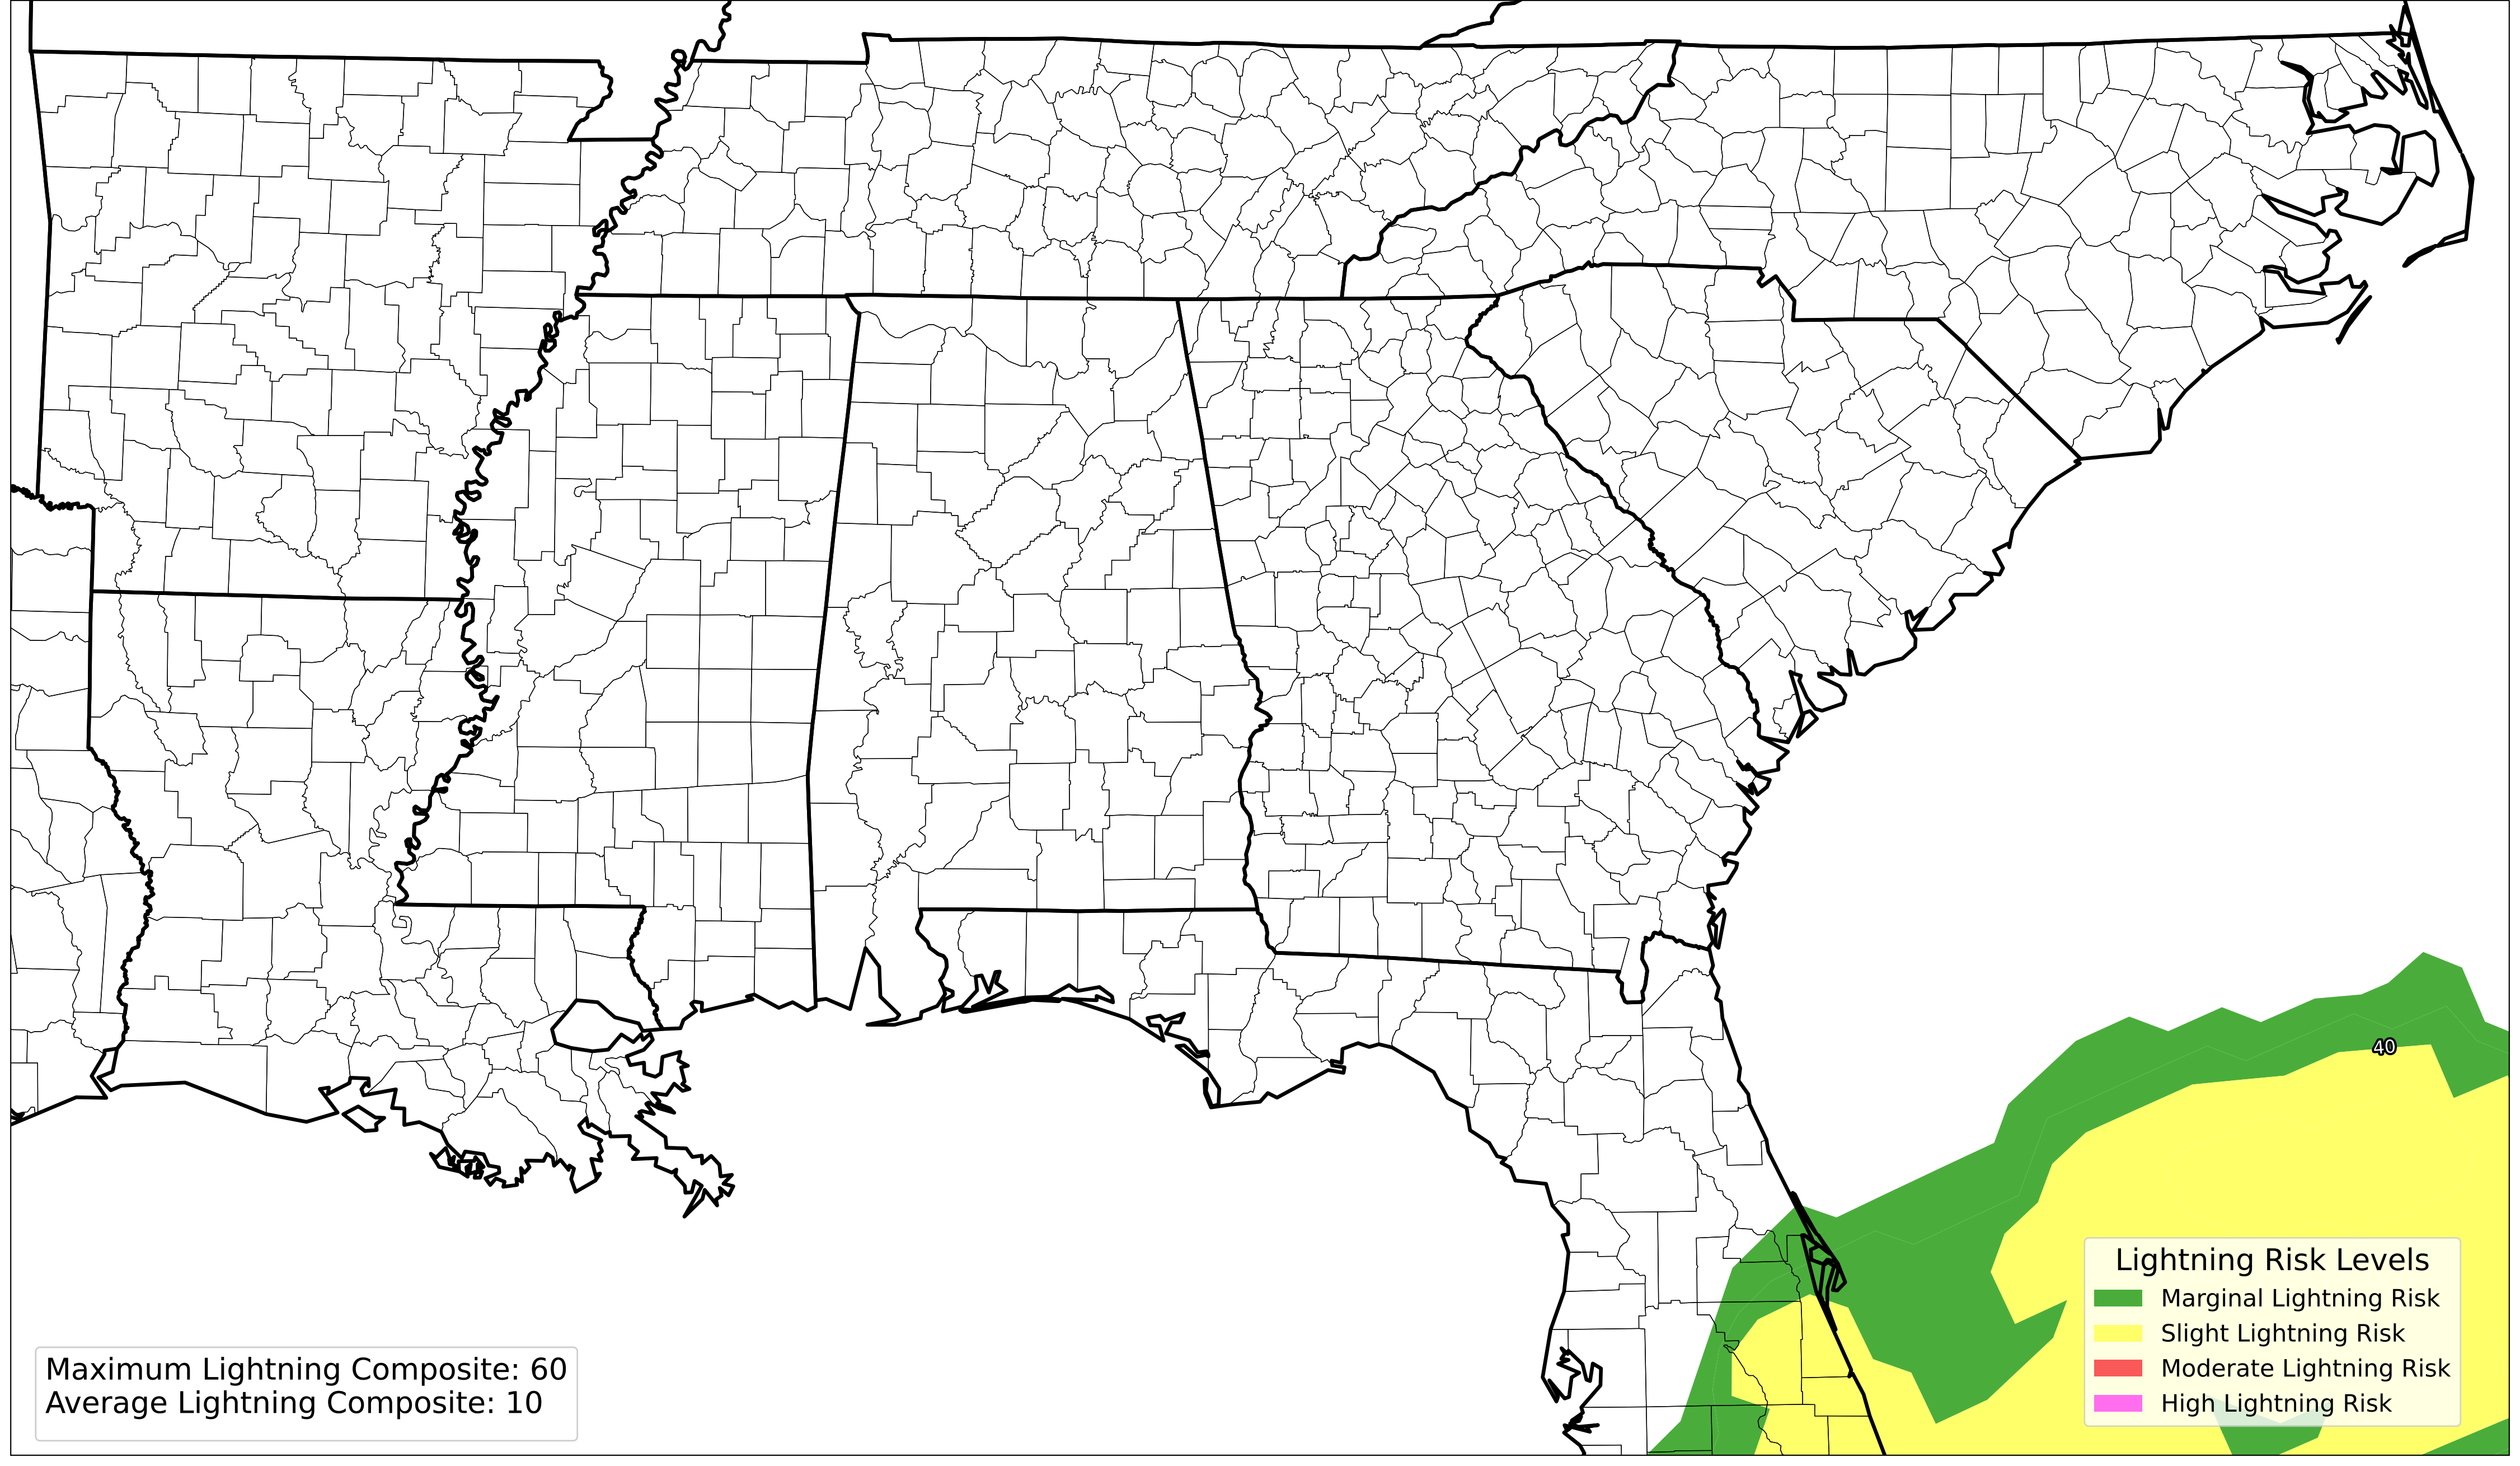 40
Lightning Risk Levels
Marginal Lightning Risk
Slight Lightning Risk
Moderate Lightning Risk
High Lightning Risk
Maximum Lightning Composite: 60
Average Lightning Composite: 10